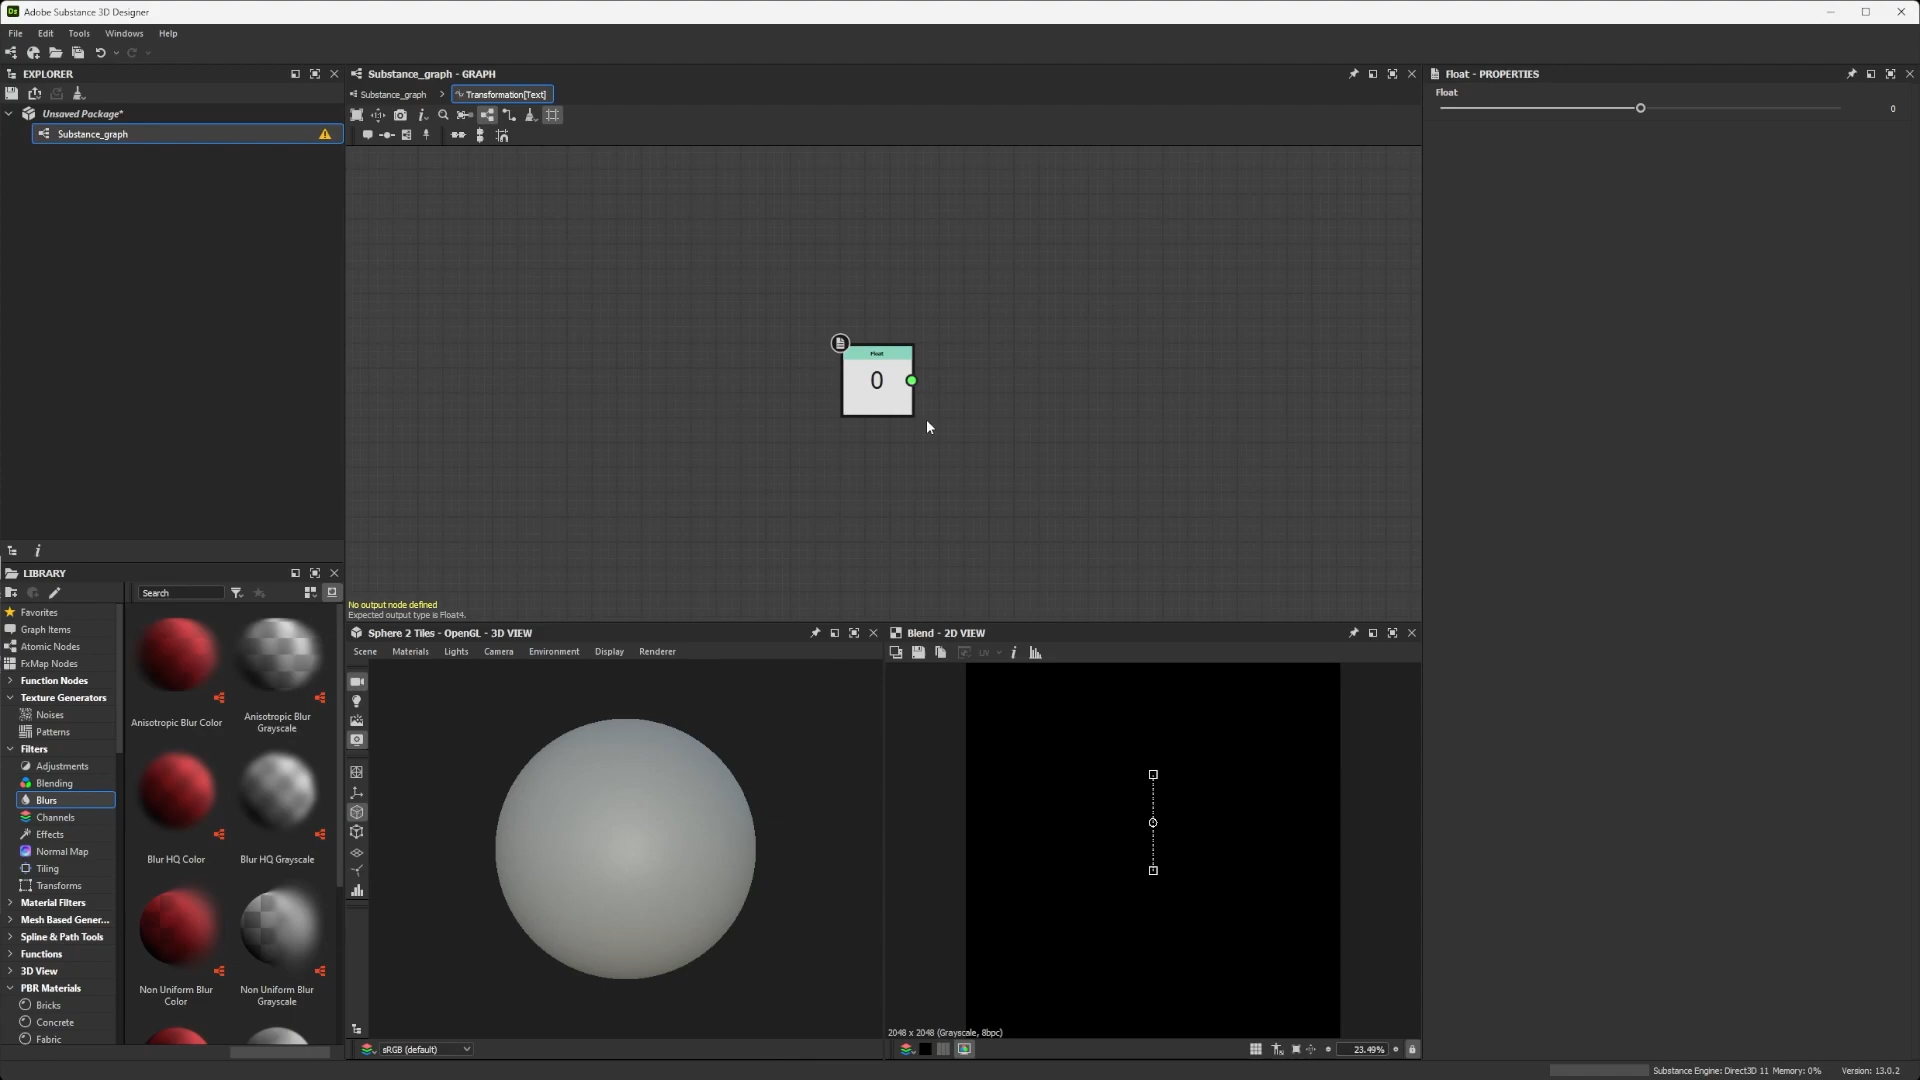 Adobe Substance 3D Designer
File Edit Tools Windows Help
EXPLORER
Unsaved Package*
Substance_graph
Substance_graph - GRAPH
Substance_graph > Transformation[Text]
Float
0
No output node defined
Expected output type is Float4.
Float - PROPERTIES
Float
0
LIBRARY
Search
Favorites
Graph Items
Atomic Nodes
FxMap Nodes
Function Nodes
Texture Generators
Noises
Patterns
Filters
Adjustments
Blending
Blurs
Channels
Effects
Normal Map
Tiling
Transforms
Material Filters
Mesh Based Gener...
Spline & Path Tools
Functions
3D View
PBR Materials
Bricks
Concrete
Fabric
Anisotropic Blur Color
Anisotropic Blur
Grayscale
Blur HQ Color
Blur HQ Grayscale
Non Uniform Blur
Color
Non Uniform Blur
Grayscale
Sphere 2 Tiles - OpenGL - 3D VIEW
Scene Materials Lights Camera Environment Display Renderer
sRGB (default)
Blend - 2D VIEW
UV
2048 x 2048 (Grayscale, 8bpc)
23.49%
Substance Engine: Direct3D 11 Memory: 0%
Version: 13.0.2